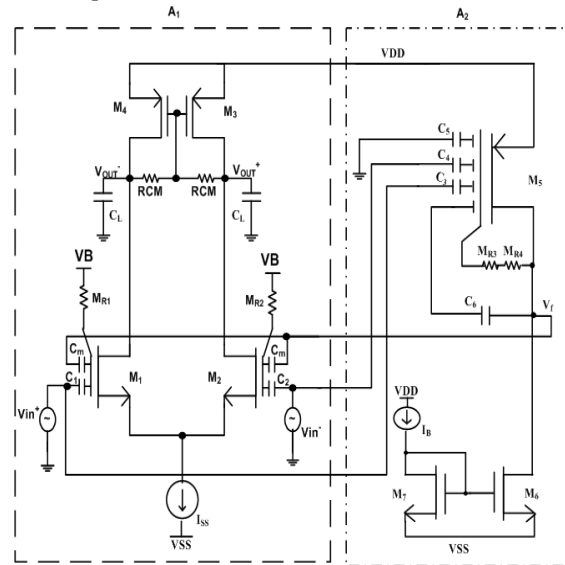 A1
A2
VDD
M4
M3
C5
C4
C3
M5
VOUT-
VOUT+
RCM
RCM
CL
CL
MR3
MR4
VB
VB
MR1
MR2
C6
Vf
Cm
Cm
C1
C2
M1
M2
Vin+
Vin-
VDD
IB
ISS
M7
M6
VSS
VSS